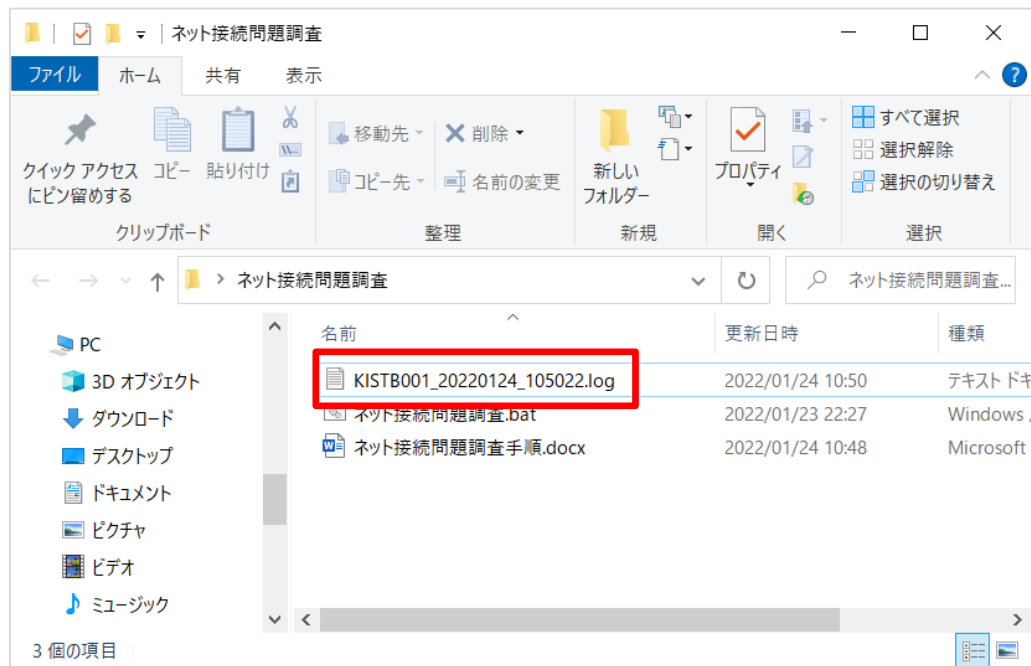 ネット接続問題調査
ファイル ホーム 共有 表示
クイック アクセス
にピン留めする
コピー
貼り付け
クリップボード
移動先
削除
コピー先
名前の変更
整理
新しい
フォルダー
新規
プロパティ
開く
すべて選択
選択解除
選択の切り替え
選択
ネット接続問題調査
ネット接続問題調査...
PC
3D オブジェクト
ダウンロード
デスクトップ
ドキュメント
ピクチャ
ビデオ
ミュージック
名前 更新日時 種類
KISTB001_20220124_105022.log 2022/01/24 10:50 テキスト ドキ
ネット接続問題調査.bat 2022/01/23 22:27 Windows
ネット接続問題調査手順.docx 2022/01/24 10:48 Microsoft
3 個の項目